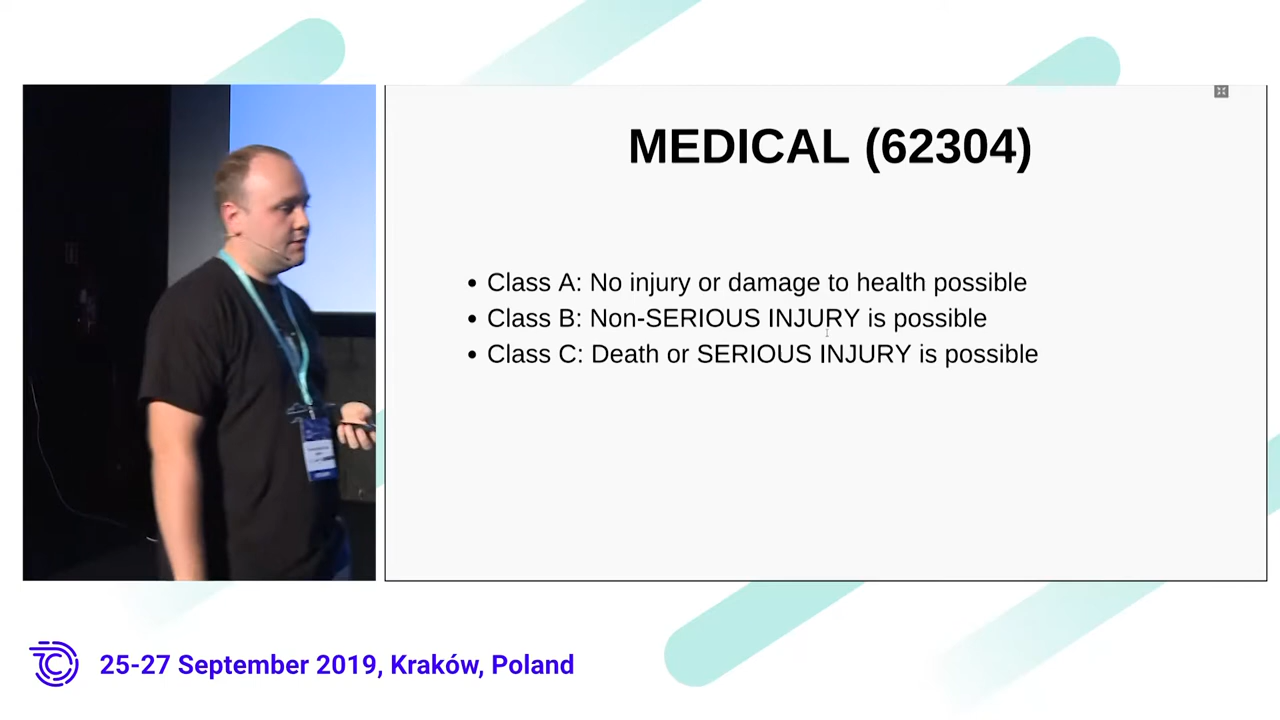 MEDICAL (62304)
• Class A: No injury or damage to health possible
• Class B: Non-SERIOUS INJURY is possible
• Class C: Death or SERIOUS INJURY is possible
25-27 September 2019, Kraków, Poland